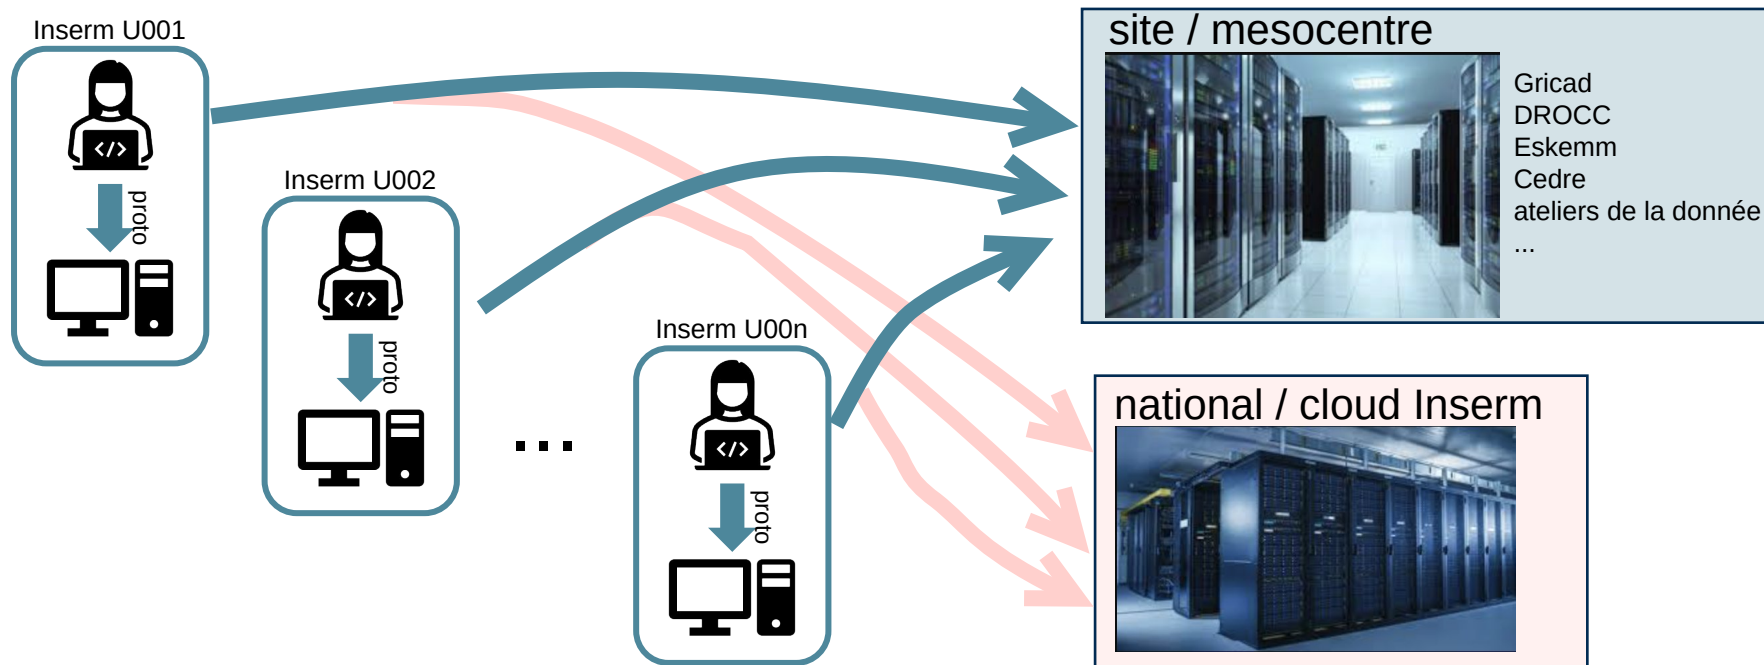 Inserm U001
</>
proto
Inserm U002
</>
proto
...
Inserm U00n
</>
proto
site / mesocentre
Gricad
DROCC
Eskemm
Cedre
ateliers de la donnée
...
national / cloud Inserm